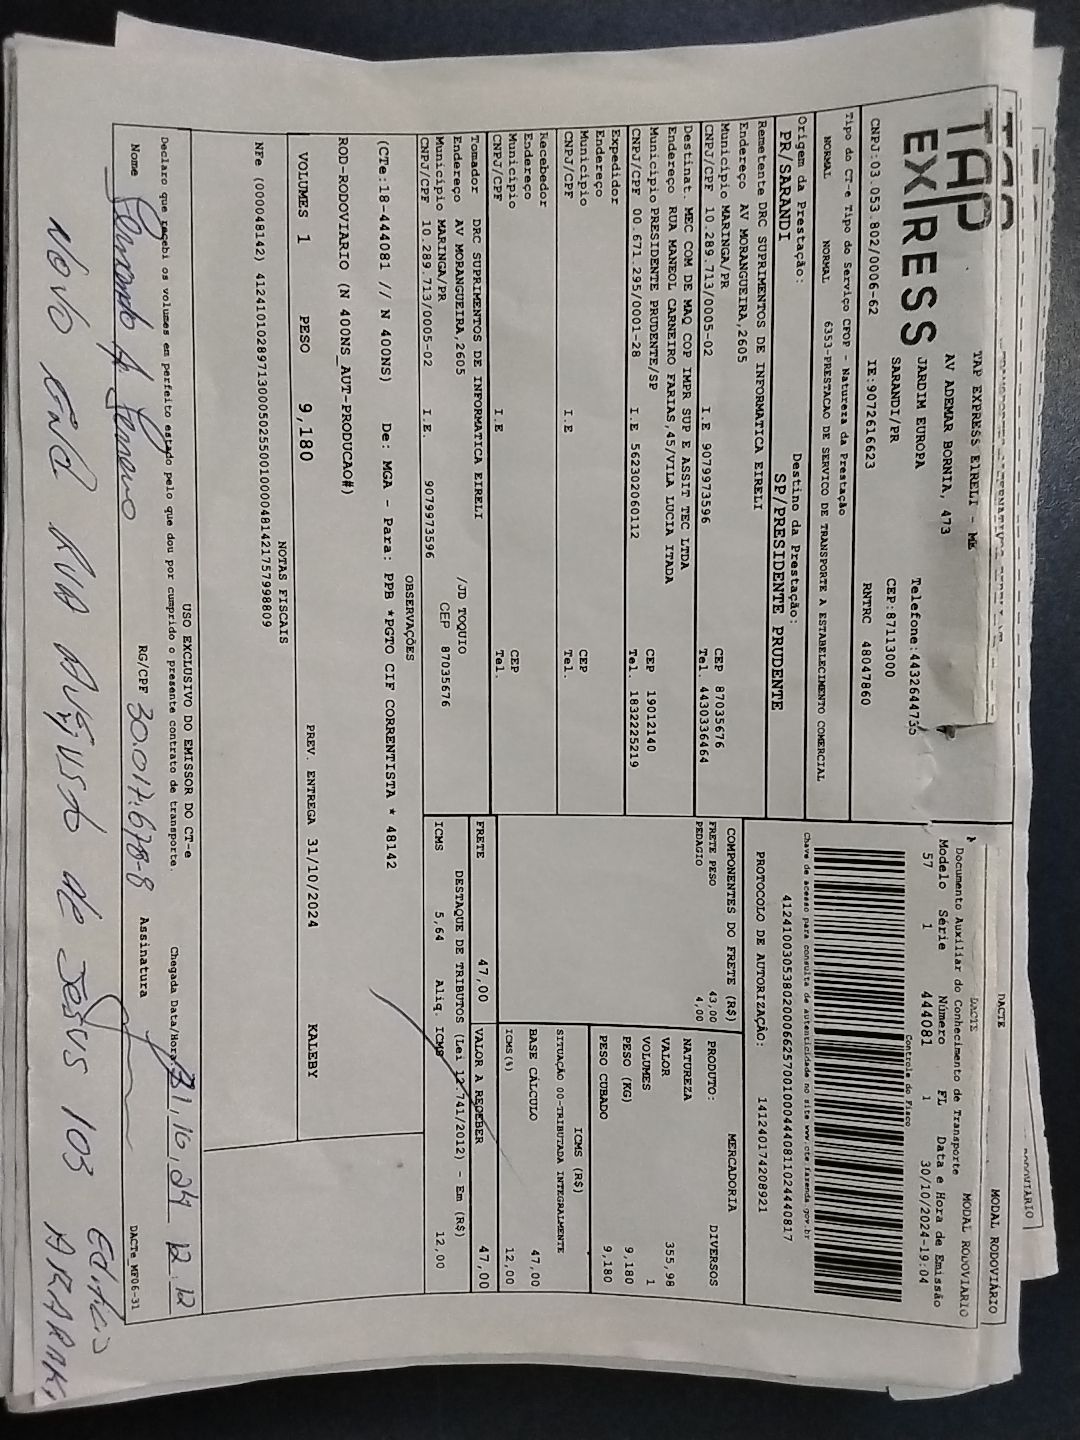 TAP
EXPRESS
TAP EXPRESS EIRELI - ME
AV ADEMAR BORNIA, 473
JARDIM EUROPA
SARANDI/PR
Telefone:4432644735
CEP:87113000
CNPJ:03.053.802/0006-62 IE:9072616623 RNTRC 48047860
DACTE
DACTE
MODAL RODOVIÁRIO
MODAL RODOVIÁRIO
RODOVIÁRIO
Documento Auxiliar do Conhecimento de Transporte
Modelo Série Número FL Data e Hora de Emissão
57 1 444081 1 30/10/2024-19:04
Controle do Fisco
Tipo do CT-e Tipo do Serviço CFOP - Natureza da Prestação
NORMAL NORMAL 6353-PRESTACAO DE SERVICO DE TRANSPORTE A ESTABELECIMENTO COMERCIAL
Chave de acesso para consulta de autenticidade no site www.cte.fazenda.gov.br
41241003053802000662570010004440811024440817
Origem da Prestação: Destino da Prestação:
PR/SARANDI SP/PRESIDENTE PRUDENTE
PROTOCOLO DE AUTORIZAÇÃO: 141240174208921
Remetente DRC SUPRIMENTOS DE INFORMATICA EIRELI
Endereço AV MORANGUEIRA,2605
Município MARINGA/PR CEP 87035676
CNPJ/CPF 10.289.713/0005-02 I.E 9079973596 Tel. 4430336464
Destinat. MEC COM DE MAQ COP IMPR SUP E ASSIT TEC LTDA
Endereço RUA MANEOL CARNEIRO FARIAS,45/VILA LUCIA ITADA
Município PRESIDENTE PRUDENTE/SP CEP 19012140
CNPJ/CPF 00.671.295/0001-28 I.E 562302060112 Tel. 1832225219
Expedidor
Endereço
Município CEP
CNPJ/CPF I.E Tel.
Recebedor
Endereço
Município CEP
CNPJ/CPF I.E Tel.
Tomador DRC SUPRIMENTOS DE INFORMATICA EIRELI
Endereço AV MORANGUEIRA,2605 /JD TOQUIO
Município MARINGA/PR CEP 87035676
CNPJ/CPF 10.289.713/0005-02 I.E. 9079973596
COMPONENTES DO FRETE (R$)
FRETE PESO 43,00
PEDAGIO 4,00
PRODUTO: MERCADORIA
NATUREZA DIVERSOS
VALOR 355,98
VOLUMES 1
PESO (KG) 9,180
PESO CUBADO 9,180
ICMS (R$)
SITUAÇÃO 00-TRIBUTADA INTEGRALMENTE
BASE CÁLCULO 47,00
ICMS(%) 12,00
FRETE 47,00 VALOR A RECEBER 47,00
DESTAQUE DE TRIBUTOS (Lei 12.741/2012) - Em (R$)
ICMS 5,64 Aliq. ICMS 12,00
OBSERVAÇÕES
(CTe:18-444081 // N 400NS) De: MGA - Para: PPB *PGTO CIF CORRENTISTA * 48142
ROD-RODOVIARIO (N 400NS_AUT-PRODUCAO#)
VOLUMES 1 PESO 9,180 PREV. ENTREGA 31/10/2024 KALEBY
NOTAS FISCAIS
NFe (000048142) 41241010289713000502550010000481421757998809
USO EXCLUSIVO DO EMISSOR DO CT-e
Declaro que recebi os volumes em perfeito estado pelo que dou por cumprido o presente contrato de transporte.
Nome RG/CPF 30.017.678-8 Assinatura Chegada Data/Hora 31,10,24 12:12
DACTe_MF06-31
NOVO END RUA AUGUSTO de JESUS 103 Edifício